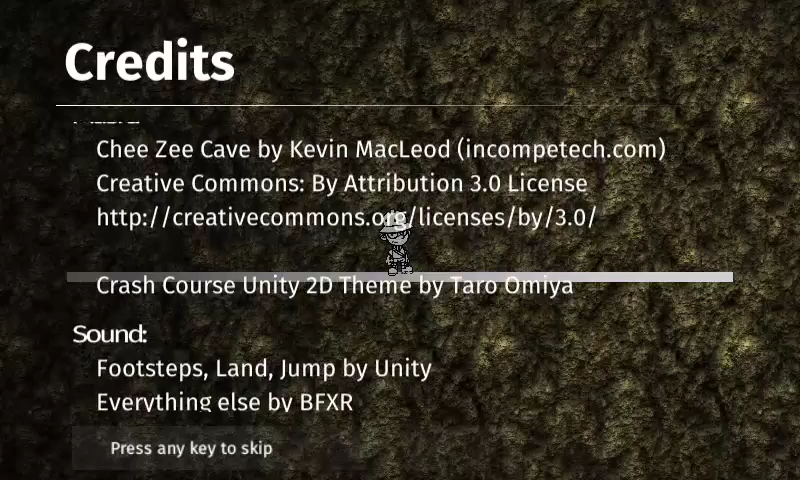 Credits
Chee Zee Cave by Kevin MacLeod (incompetech.com)
Creative Commons: By Attribution 3.0 License
http://creativecommons.org/licenses/by/3.0/
Crash Course Unity 2D Theme by Taro Omiya
Sound:
Footsteps, Land, Jump by Unity
Everything else by BFXR
Press any key to skip